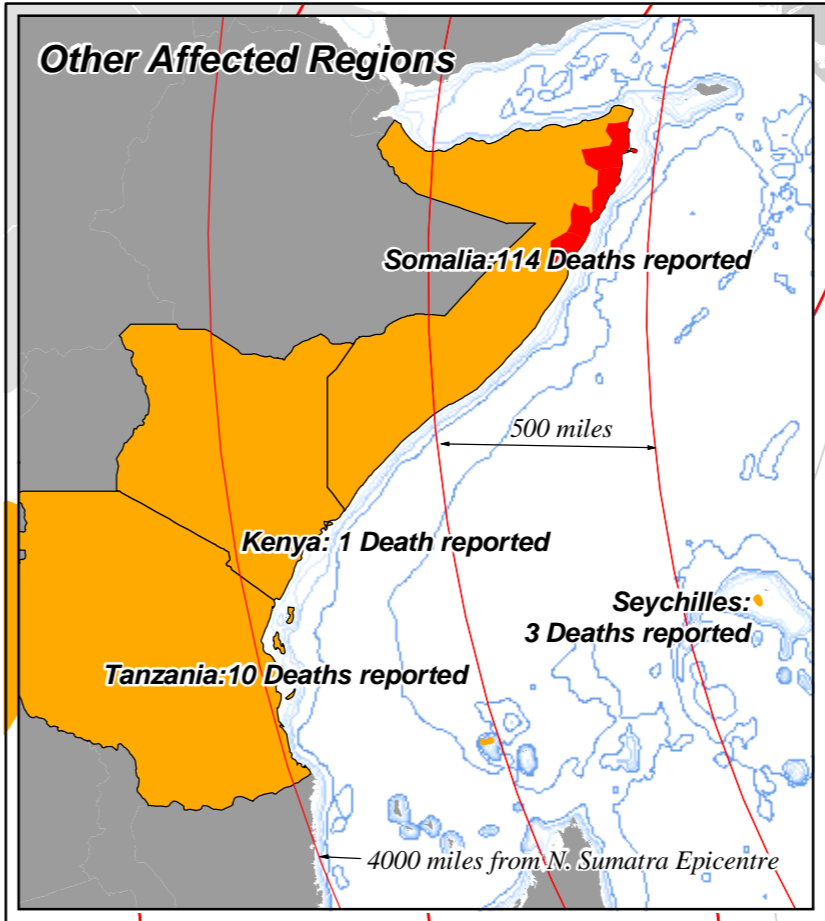 Other Affected Regions
Somalia:114 Deaths reported
500 miles
Kenya: 1 Death reported
Seychilles:
3 Deaths reported
Tanzania:10 Deaths reported
4000 miles from N. Sumatra Epicentre